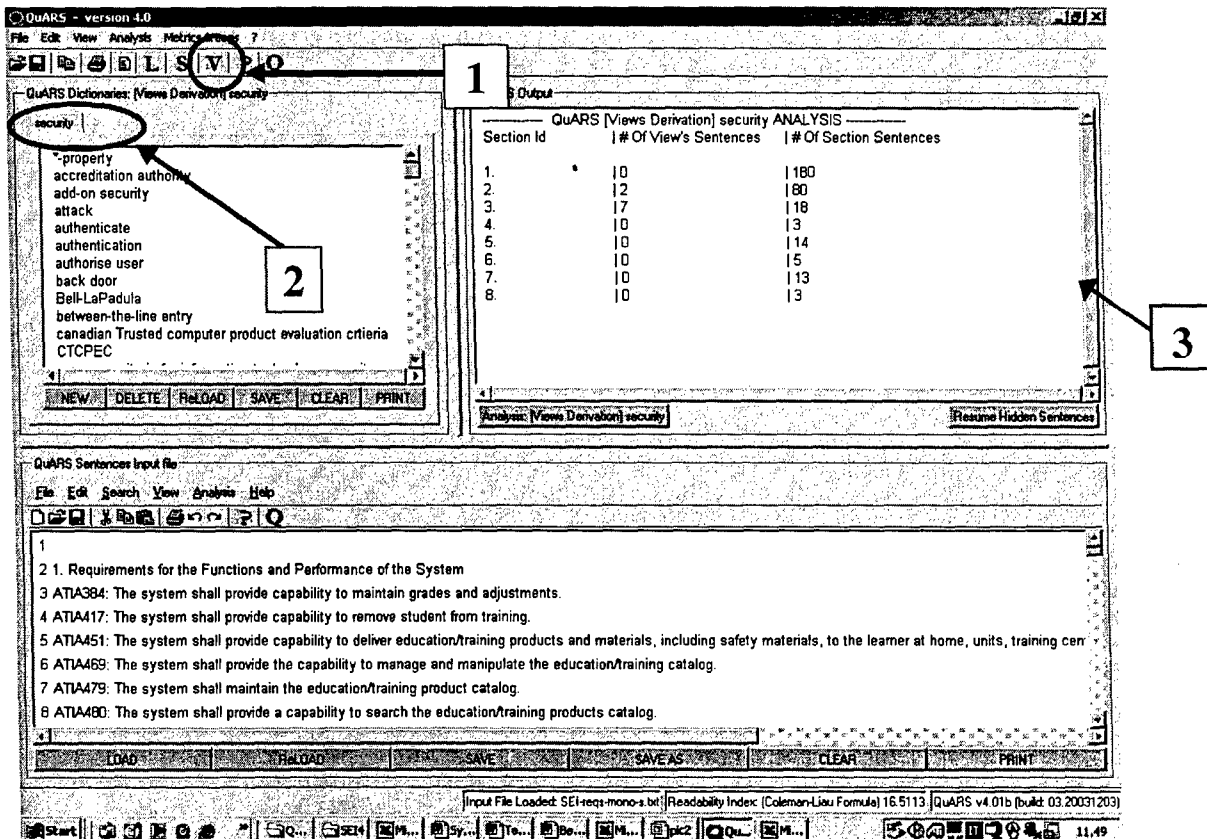 QuARS - version 4.0
File Edit View Analysis Metrics ?
L S V ? Q
1
QuARS Dictionaries: [Views Derivation] security
security
*-property
accreditation authority
add-on security
attack
authenticate
authentication
authorise user
back door
Bell-LaPadula
between-the-line entry
canadian Trusted computer product evaluation criteria
CTCPEC
2
NEW DELETE ReLOAD SAVE CLEAR PRINT
Output
QuARS [Views Derivation] security ANALYSIS
Section Id | # Of View's Sentences | # Of Section Sentences
1. | 0 | 180
2. | 2 | 80
3. | 7 | 18
4. | 0 | 3
5. | 0 | 14
6. | 0 | 5
7. | 0 | 13
8. | 0 | 3
3
Analysis: [Views Derivation] security Resume Hidden Sentences
QuARS Sentences Input file
File Edit Search View Analysis Help
1
2 1. Requirements for the Functions and Performance of the System
3 ATIA384: The system shall provide capability to maintain grades and adjustments.
4 ATIA417: The system shall provide capability to remove student from training.
5 ATIA451: The system shall provide capability to deliver education/training products and materials, including safety materials, to the learner at home, units, training cen
6 ATIA469: The system shall provide the capability to manage and manipulate the education/training catalog.
7 ATIA479: The system shall maintain the education/training product catalog.
8 ATIA480: The system shall provide a capability to search the education/training products catalog.
LOAD ReLOAD SAVE SAVE AS CLEAR PRINT
Input File Loaded: SEI-reqs-mono-s.txt Readability Index: (Coleman-Liau Formula) 16.5113 QuARS v4.01b (build: 03.20031203)
Start Q... SEI4 Mi... Sy... To... Be... Mi... pk2 Qu... Mi... 11,49